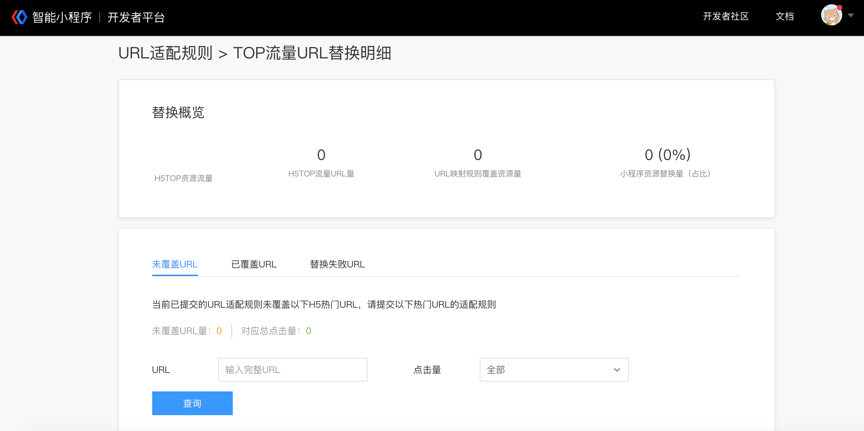 智能小程序 | 开发者平台 开发者社区 文档
URL适配规则 > TOP流量URL替换明细
替换概览
0 0 0 (0%)
H5TOP资源流量 H5TOP流量URL量 URL映射规则覆盖资源量 小程序资源替换量（占比）
未覆盖URL 已覆盖URL 替换失败URL
当前已提交的URL适配规则未覆盖以下H5热门URL，请提交以下热门URL的适配规则
未覆盖URL量：0 | 对应总点击量：0
URL 输入完整URL 点击量 全部
查询